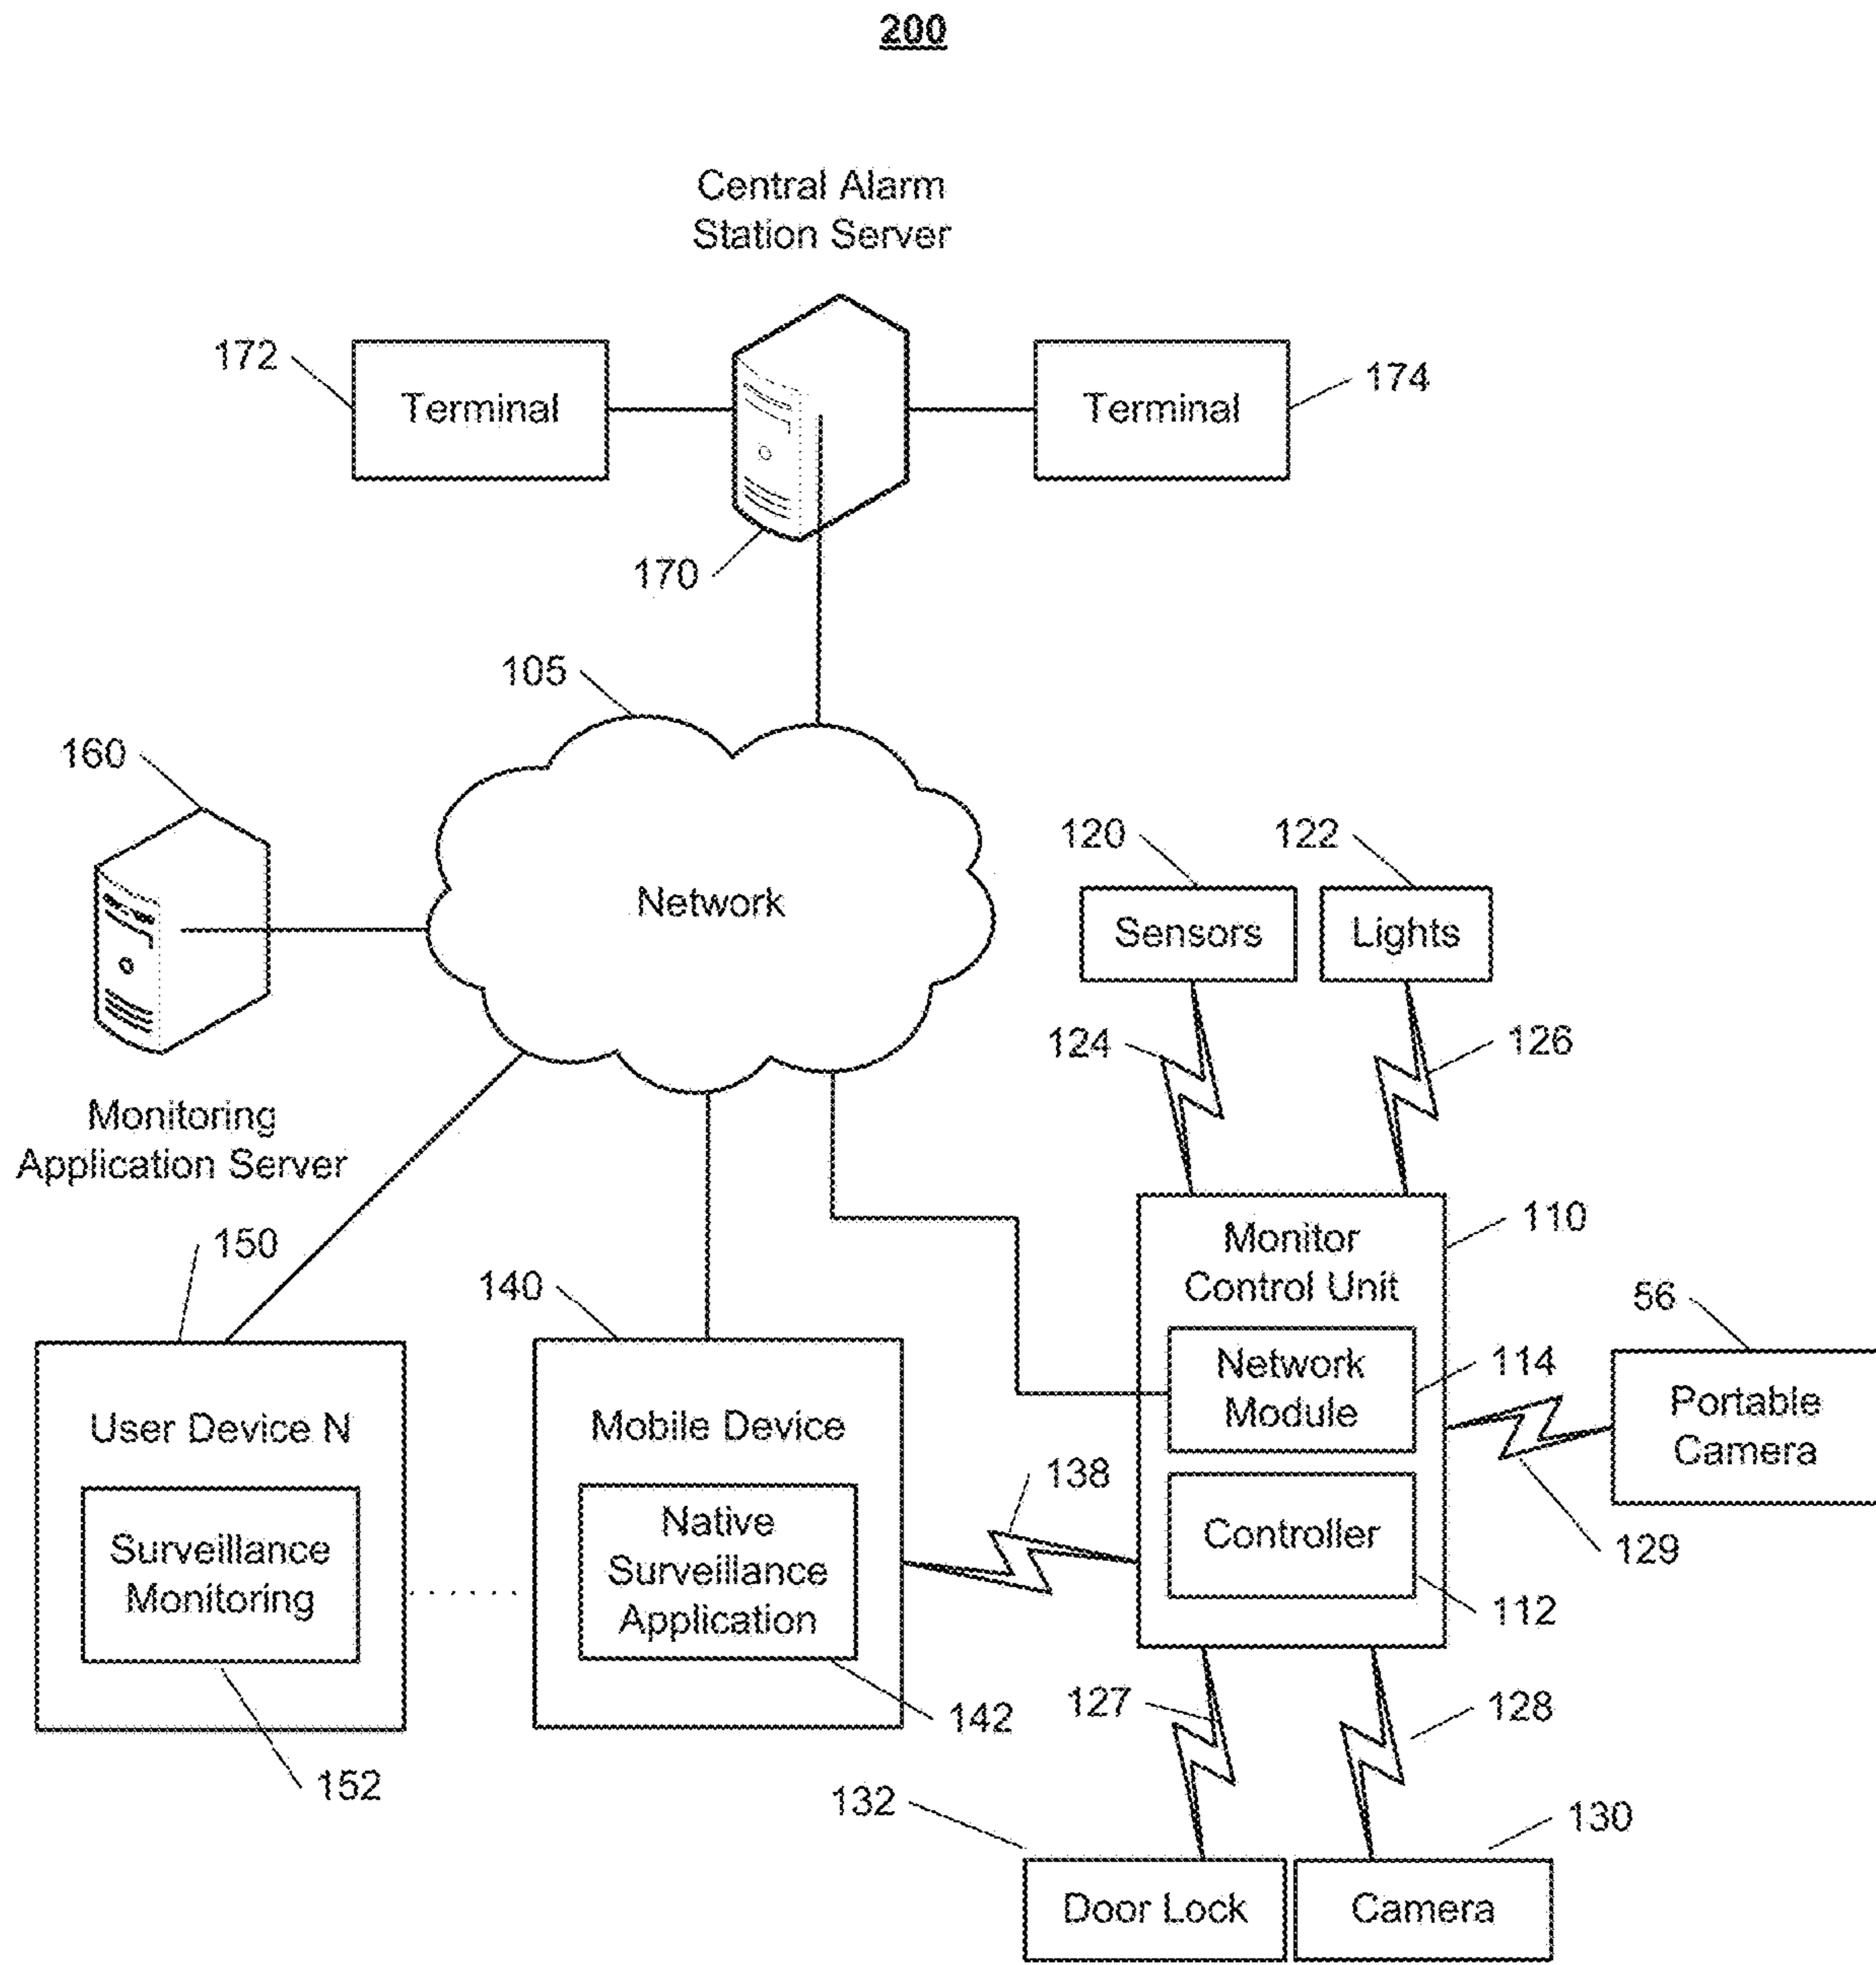 200
Central Alarm
Station Server
172
Terminal
Terminal
174
170
105
160
Network
120
122
Sensors
Lights
124
126
Monitoring
Application Server
110
Monitor
Control Unit
150
140
86
Network
Module
114
Portable
Camera
User Device N
Mobile Device
138
129
Surveillance
Monitoring
Native
Surveillance
Application
Controller
112
127
128
142
152
132
130
Door Lock
Camera